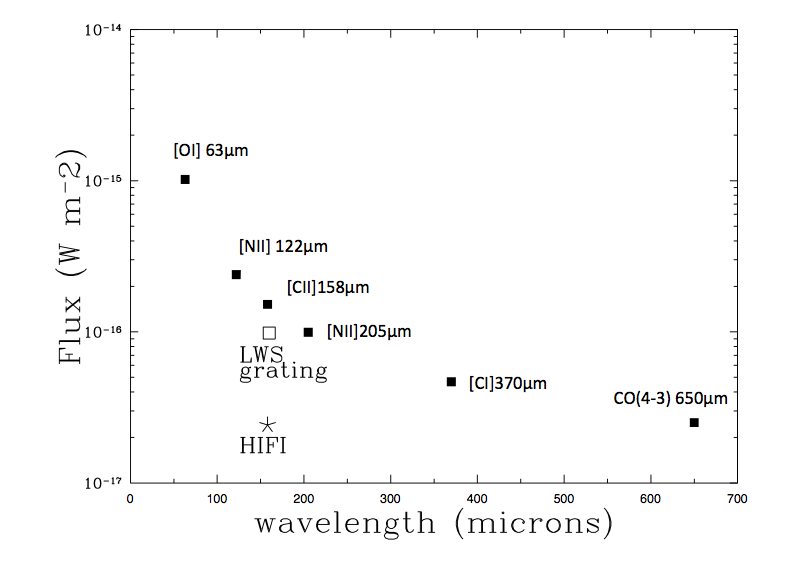 10⁻¹⁴
[OI] 63µm
10⁻¹⁵
[NII] 122µm
[CII]158µm
10⁻¹⁶
[NII]205µm
LWS
grating
[CI]370µm
CO(4-3) 650µm
HIFI
10⁻¹⁷
Flux (W m−2)
0 100 200 300 400 500 600 700
wavelength (microns)